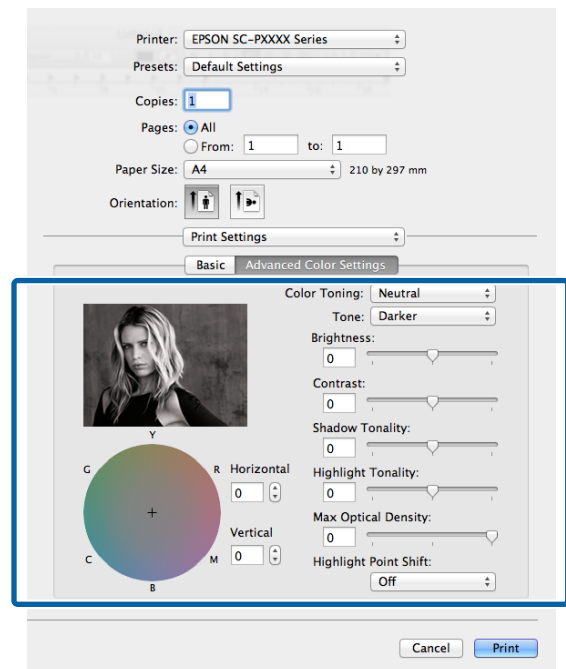 Printer: EPSON SC-PXXXX Series
Presets: Default Settings
Copies: 1
Pages: All
From: 1 to: 1
Paper Size: A4 210 by 297 mm
Orientation:
Print Settings
Basic Advanced Color Settings
Color Toning: Neutral
Tone: Darker
Brightness:
0
Contrast:
0
Shadow Tonality:
0
Highlight Tonality:
0
Max Optical Density:
0
Highlight Point Shift:
Off
Y
G R
C M
B
Horizontal
0
Vertical
0
Cancel Print